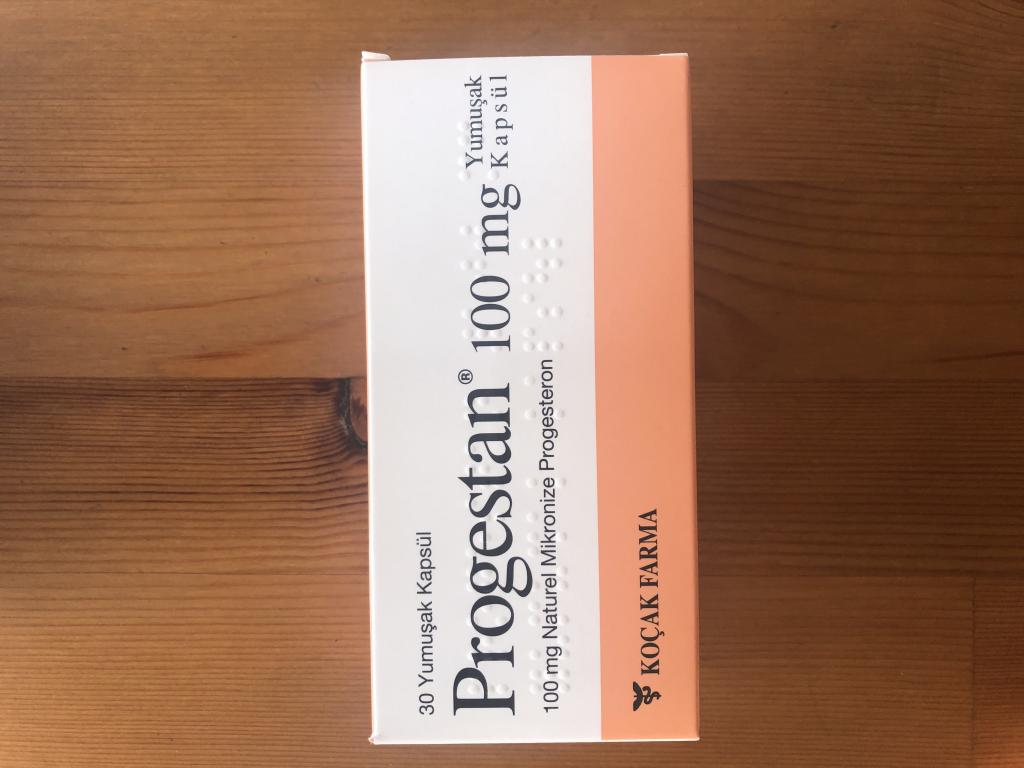 30 Yumuşak Kapsül
Progestan® 100 mg Yumuşak Kapsül
100 mg Naturel Mikronize Progesteron
KOÇAK FARMA